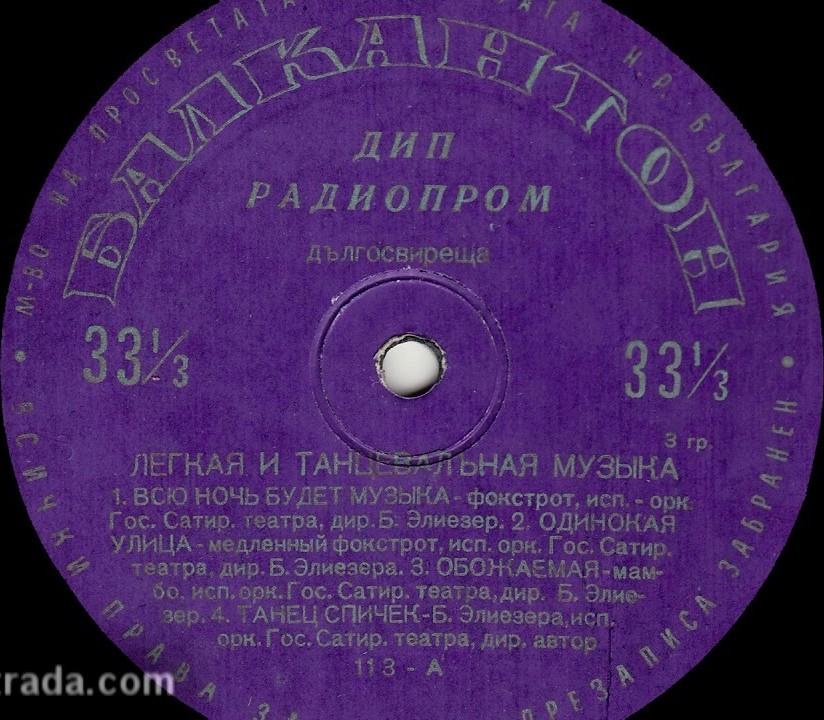 М-ВО НА ПРОСВЕТАТА
АТА Н.Р. БЪЛГАРИЯ
БАЛКАНТОН
ДИП
РАДИОПРОМ
дългосвиреща
33⅓
33⅓
3 гр.
ЛЕГКАЯ И ТАНЦЕВАЛЬНАЯ МУЗЫКА
1. ВСЮ НОЧЬ БУДЕТ МУЗЫКА - фокстрот, исп. - орк.
Гос. Сатир. театра, дир. Б. Элиезер. 2. ОДИНОКАЯ
УЛИЦА - медленный фокстрот, исп. орк. Гос. Сатир.
театра, дир. Б. Элиезера. 3. ОБОЖАЕМАЯ - мам-
бо, исп. орк. Гос. Сатир. театра, дир. Б. Элие-
зер. 4. ТАНЕЦ СПИЧЕК - Б. Элиезера, исп.
орк. Гос. Сатир. театра, дир. автор
113 - А
• ВСИЧКИ ПРАВА ЗА
ПРЕЗАПИСА ЗАБРАНЕН •
trada.com